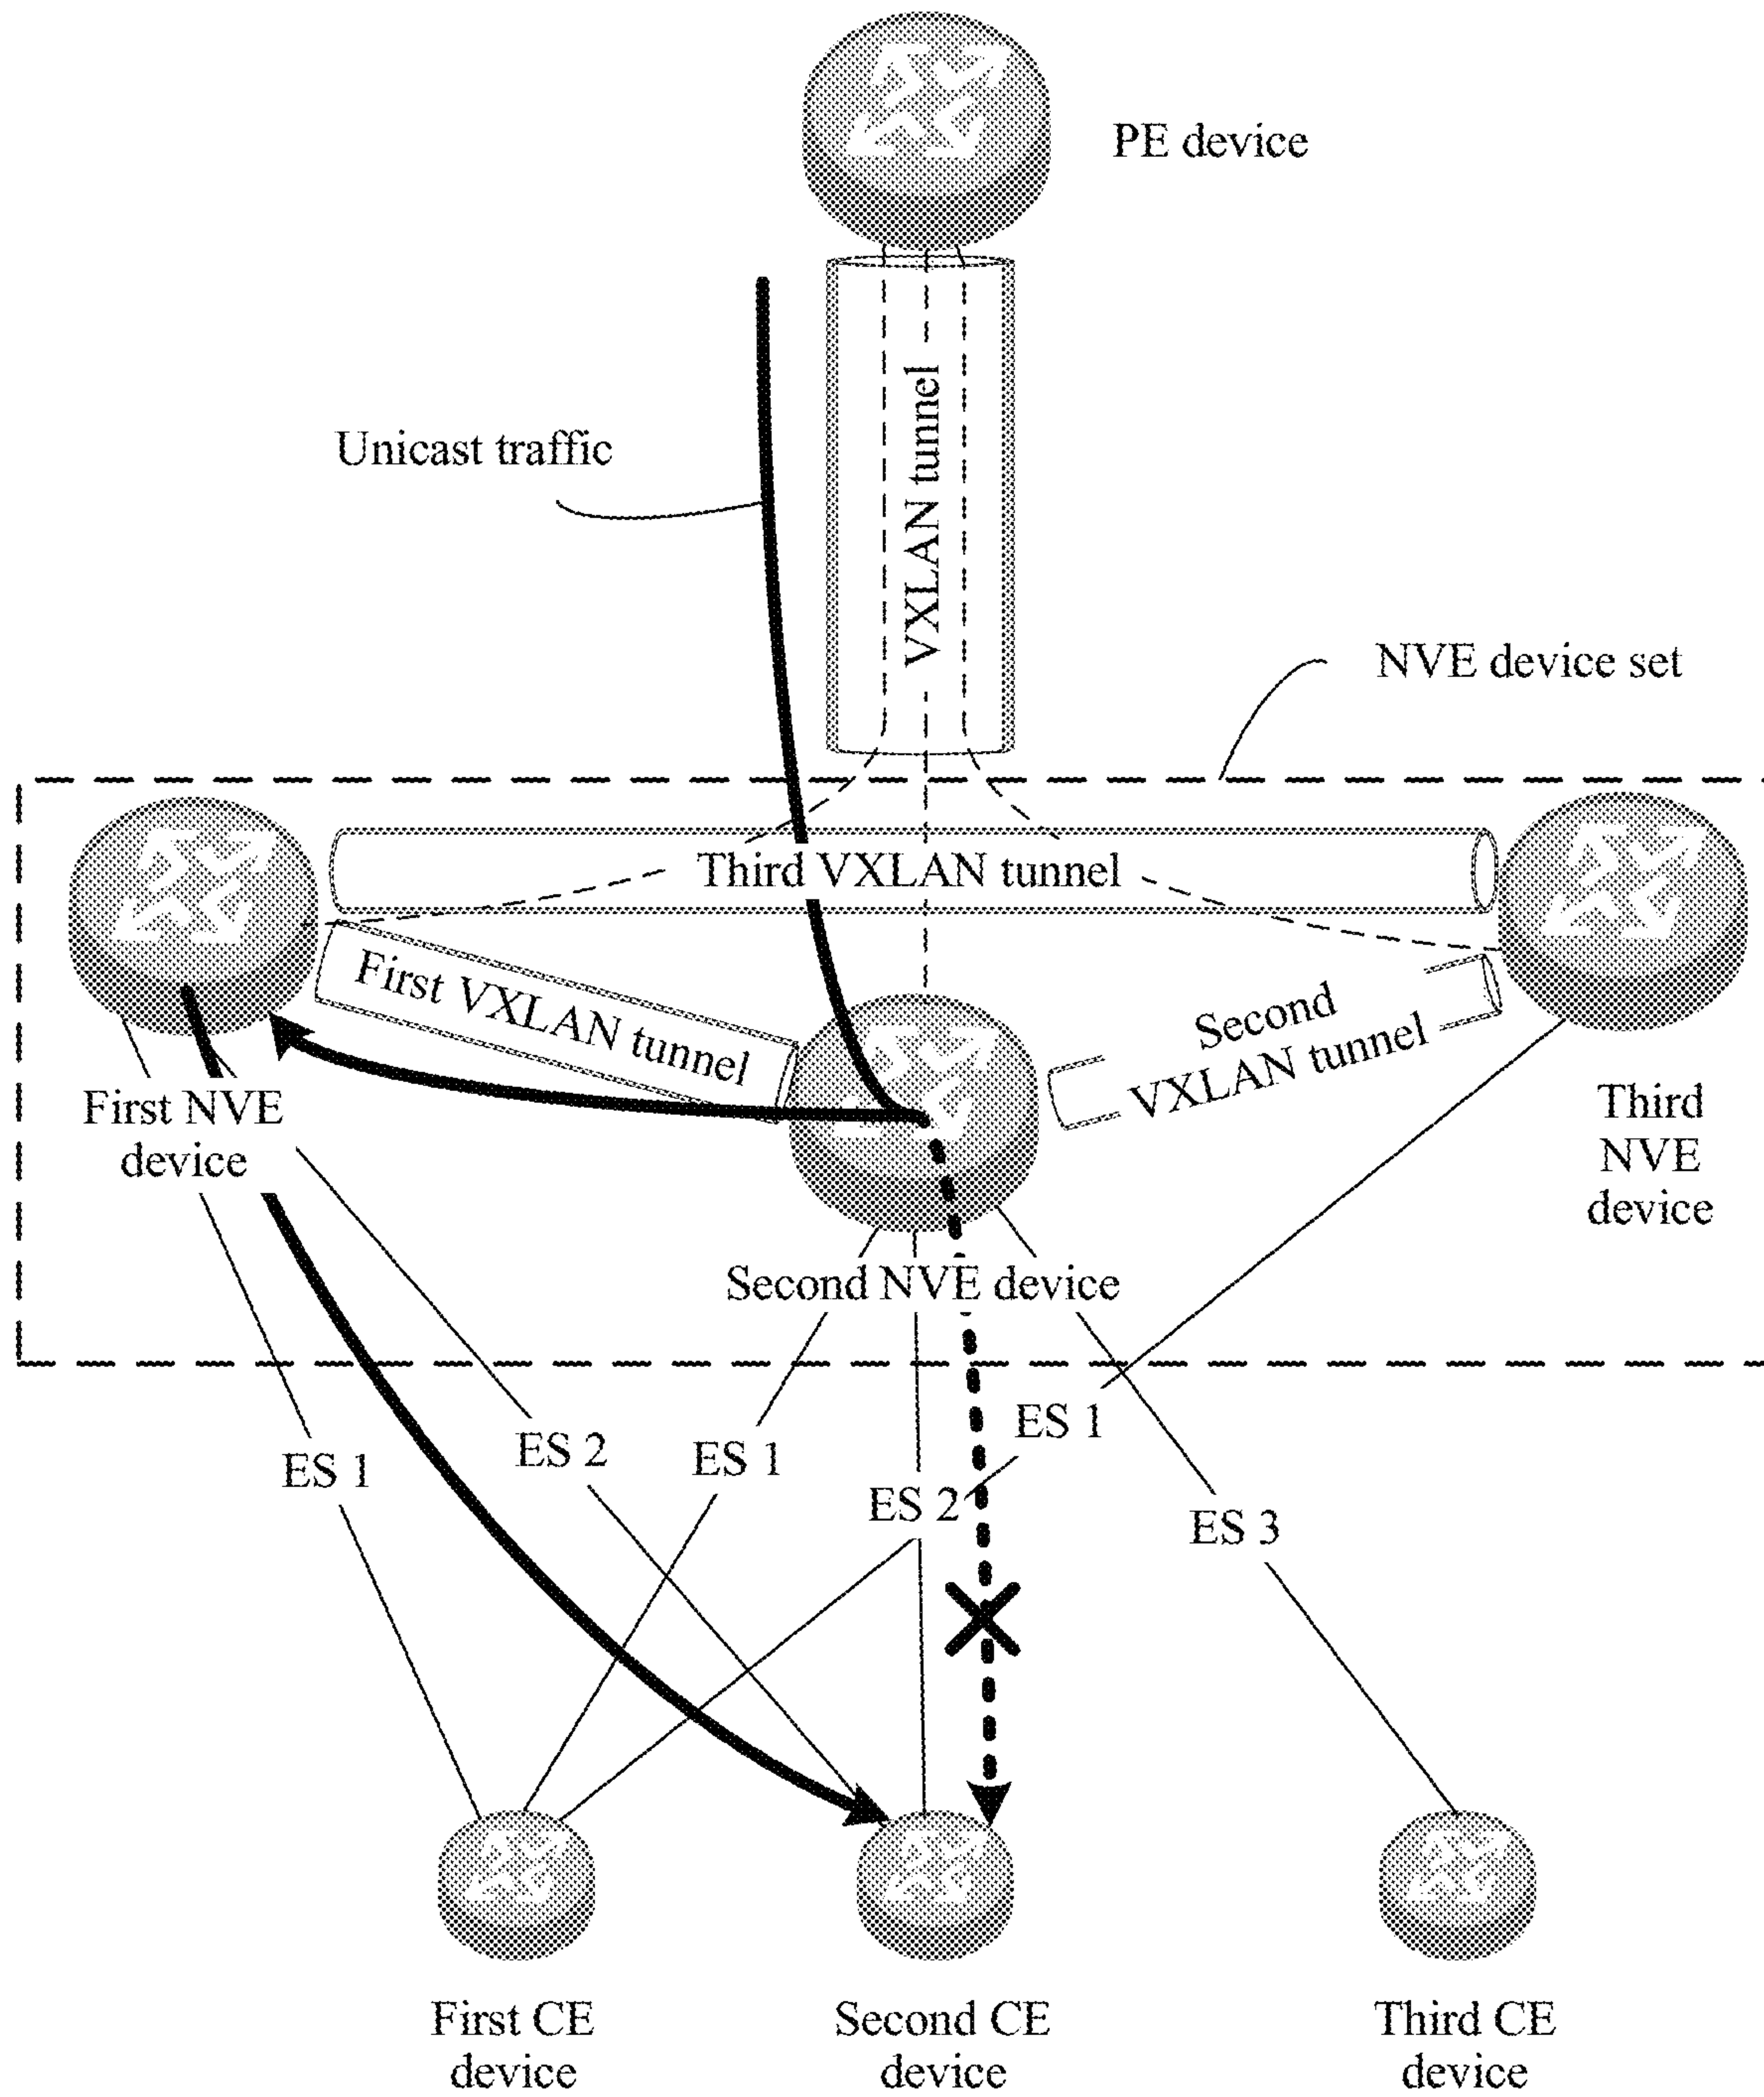 PE device
Unicast traffic
VXLAN tunnel
NVE device set
Third VXLAN tunnel
First VXLAN tunnel
Second
VXLAN tunnel
First NVE
device
Third
NVE
device
Second NVE device
ES 1
ES 2
ES 1
ES 2
ES 1
ES 3
First CE
device
Second CE
device
Third CE
device